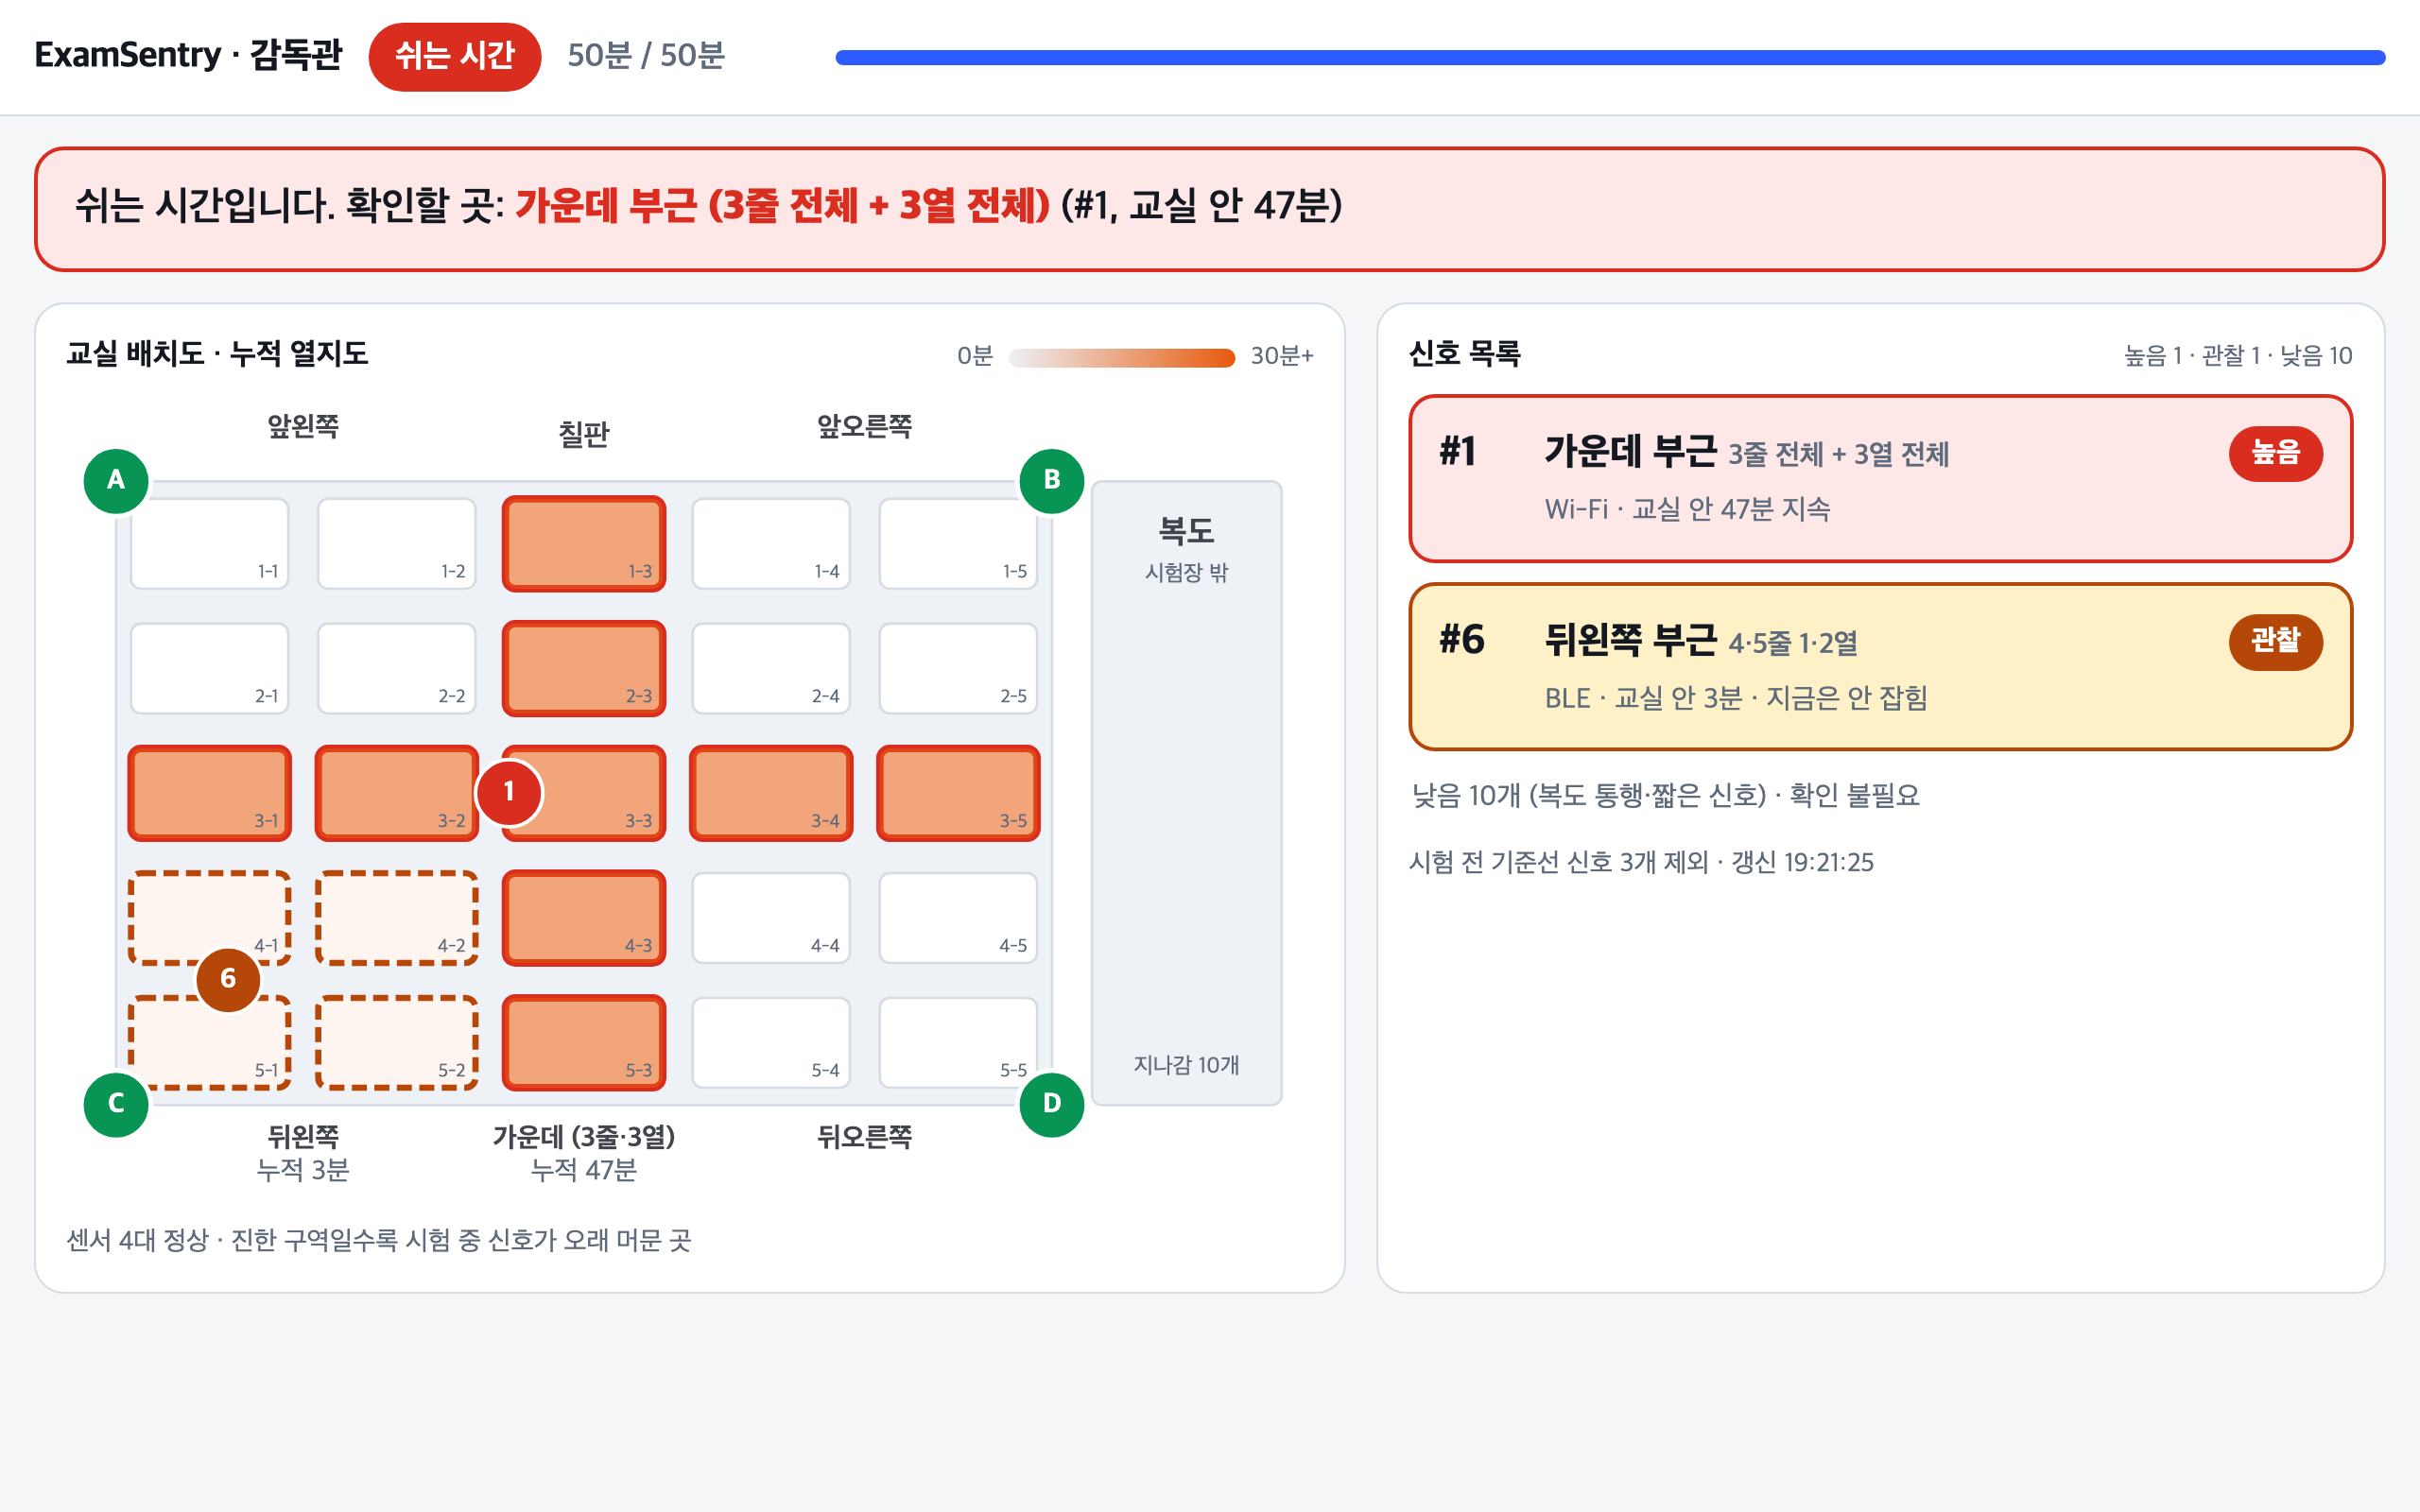 ExamSentry · 감독관
쉬는 시간
50분 / 50분
쉬는 시간입니다. 확인할 곳: 가운데 부근 (3줄 전체 + 3열 전체) (#1, 교실 안 47분)
교실 배치도 · 누적 열지도
0분
30분+
앞왼쪽
칠판
앞오른쪽
A
B
1-1
1-2
1-3
1-4
1-5
2-1
2-2
2-3
2-4
2-5
3-1
3-2
1
3-3
3-4
3-5
4-1
4-2
4-3
4-4
4-5
6
5-1
5-2
5-3
5-4
5-5
C
D
복도
시험장 밖
지나감 10개
뒤왼쪽
누적 3분
가운데 (3줄·3열)
누적 47분
뒤오른쪽
센서 4대 정상 · 진한 구역일수록 시험 중 신호가 오래 머문 곳
신호 목록
높음 1 · 관찰 1 · 낮음 10
#1
가운데 부근 3줄 전체 + 3열 전체
높음
Wi-Fi · 교실 안 47분 지속
#6
뒤왼쪽 부근 4·5줄 1·2열
관찰
BLE · 교실 안 3분 · 지금은 안 잡힘
낮음 10개 (복도 통행·짧은 신호) · 확인 불필요
시험 전 기준선 신호 3개 제외 · 갱신 19:21:25